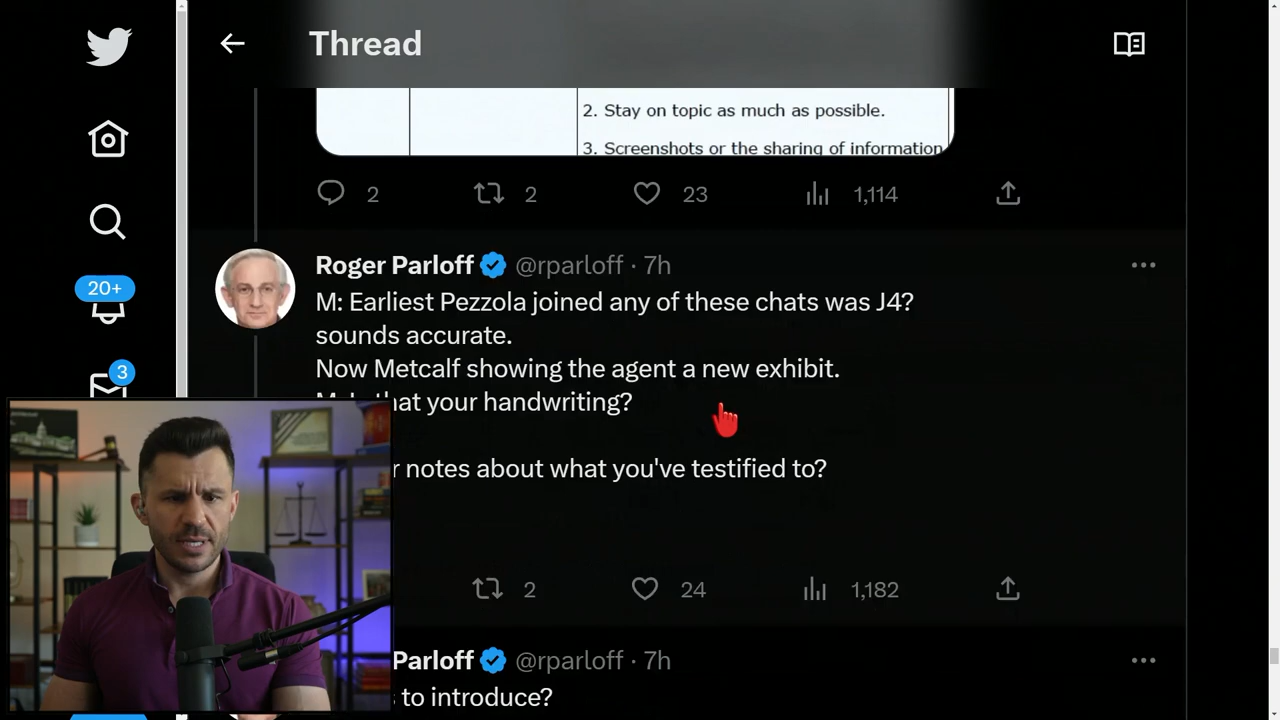 Thread
2. Stay on topic as much as possible.
3. Screenshots or the sharing of information
2 2 23 1,114
20+
Roger Parloff @rparloff · 7h
M: Earliest Pezzola joined any of these chats was J4?
sounds accurate.
Now Metcalf showing the agent a new exhibit.
3
that your handwriting?
notes about what you've testified to?
2 24 1,182
Parloff @rparloff · 7h
to introduce?